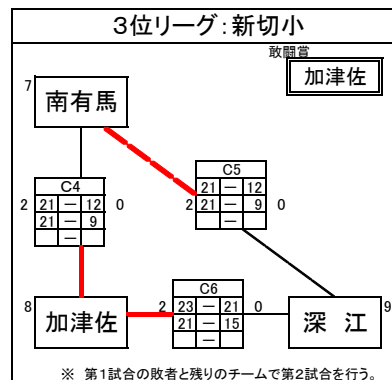 3位リーグ:新切小
敢闘賞
加津佐
7
南有馬
C5
21 — 12
2 21 — 9 0
—
C4
2 21 — 12 0
21 — 9
—
C6
2 23 — 21 0
21 — 15
—
8
加津佐
9
深 江
※ 第1試合の敗者と残りのチームで第2試合を行う。